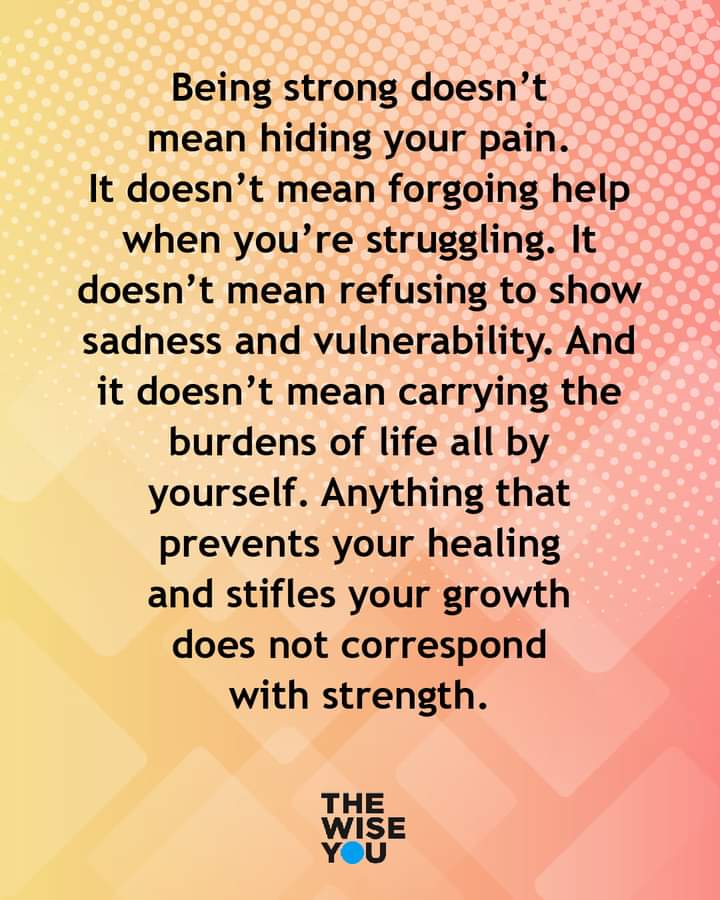 Being strong doesn’t
mean hiding your pain.
It doesn’t mean forgoing help
when you’re struggling. It
doesn’t mean refusing to show
sadness and vulnerability. And
it doesn’t mean carrying the
burdens of life all by
yourself. Anything that
prevents your healing
and stifles your growth
does not correspond
with strength.
THE
WISE
YOU